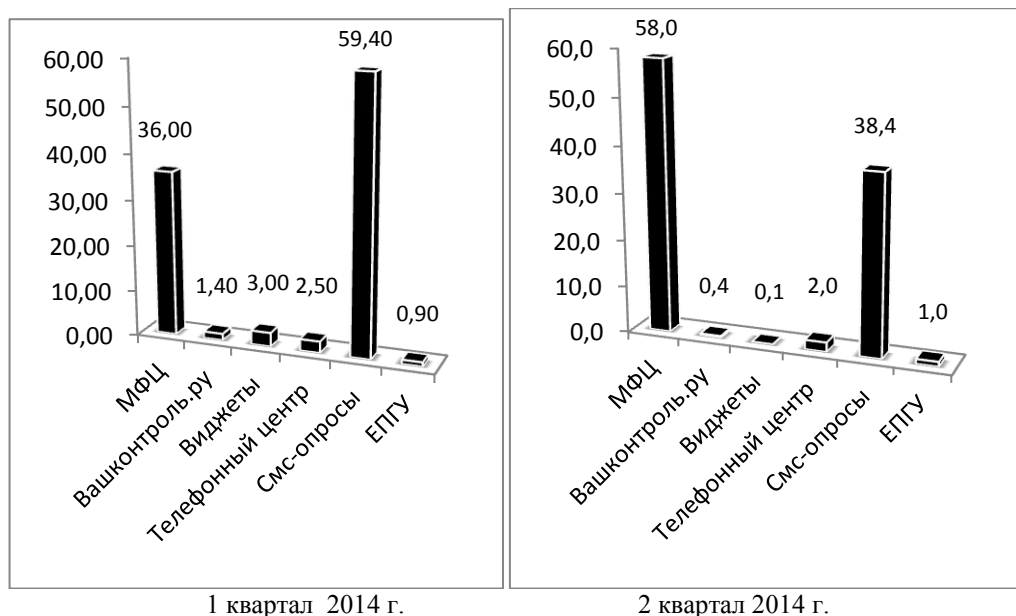 59,40
60,00
50,00
36,00
40,00
30,00
20,00
1,40 3,00 2,50
0,90
10,00
0,00
МФЦ
Вашконтроль.ру
Виджеты
Телефонный центр
Смс-опросы
ЕПГУ
1 квартал 2014 г.
58,0
60,0
50,0
38,4
40,0
30,0
20,0
0,4 0,1 2,0 1,0
10,0
0,0
МФЦ
Вашконтроль.ру
Виджеты
Телефонный центр
Смс-опросы
ЕПГУ
2 квартал 2014 г.